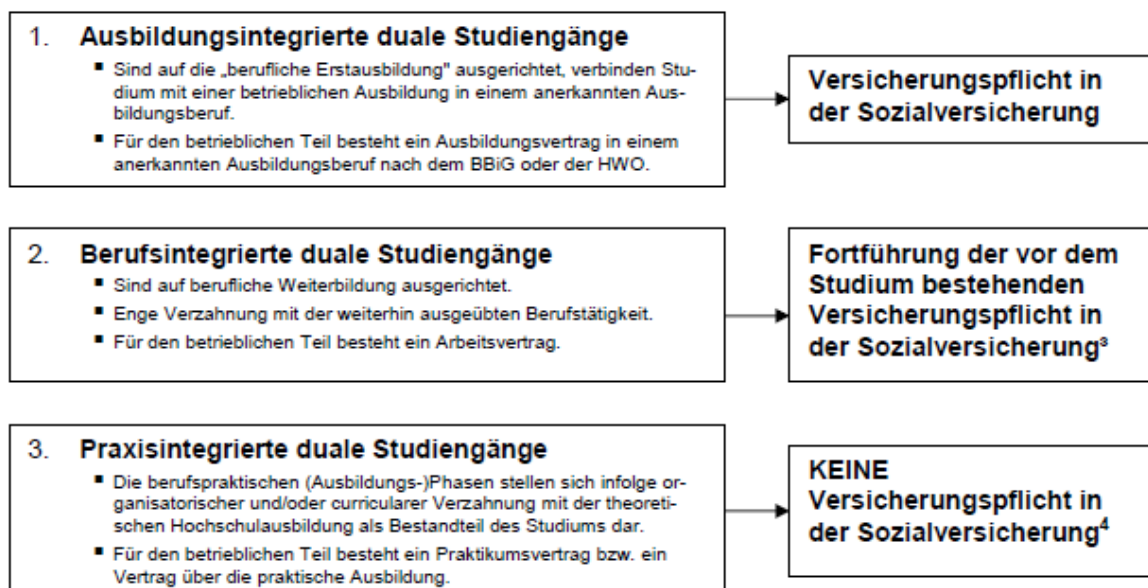 1. Ausbildungsintegrierte duale Studiengänge
▪ Sind auf die „berufliche Erstausbildung" ausgerichtet, verbinden Stu-
dium mit einer betrieblichen Ausbildung in einem anerkannten Aus-
bildungsberuf.
▪ Für den betrieblichen Teil besteht ein Ausbildungsvertrag in einem
anerkannten Ausbildungsberuf nach dem BBiG oder der HWO.
Versicherungspflicht in
der Sozialversicherung
2. Berufsintegrierte duale Studiengänge
▪ Sind auf berufliche Weiterbildung ausgerichtet.
▪ Enge Verzahnung mit der weiterhin ausgeübten Berufstätigkeit.
▪ Für den betrieblichen Teil besteht ein Arbeitsvertrag.
Fortführung der vor dem
Studium bestehenden
Versicherungspflicht in
der Sozialversicherung³
3. Praxisintegrierte duale Studiengänge
▪ Die berufspraktischen (Ausbildungs-)Phasen stellen sich infolge or-
ganisatorischer und/oder curricularer Verzahnung mit der theoreti-
schen Hochschulausbildung als Bestandteil des Studiums dar.
▪ Für den betrieblichen Teil besteht ein Praktikumsvertrag bzw. ein
Vertrag über die praktische Ausbildung.
KEINE
Versicherungspflicht in
der Sozialversicherung⁴